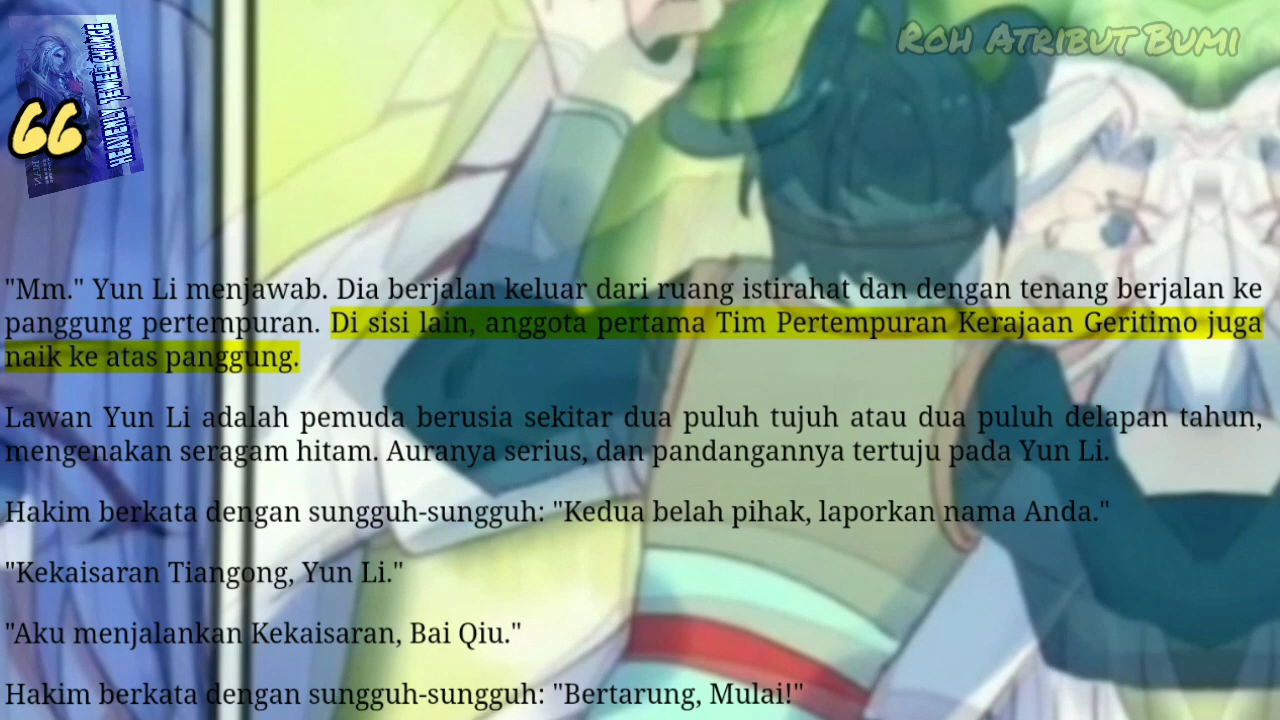 Roh Atribut Bumi
HEAVENLY JEWEL CHANGE
66
"Mm." Yun Li menjawab. Dia berjalan keluar dari ruang istirahat dan dengan tenang berjalan ke
panggung pertempuran. Di sisi lain, anggota pertama Tim Pertempuran Kerajaan Geritimo juga
naik ke atas panggung.
Lawan Yun Li adalah pemuda berusia sekitar dua puluh tujuh atau dua puluh delapan tahun,
mengenakan seragam hitam. Auranya serius, dan pandangannya tertuju pada Yun Li.
Hakim berkata dengan sungguh-sungguh: "Kedua belah pihak, laporkan nama Anda."
"Kekaisaran Tiangong, Yun Li."
"Aku menjalankan Kekaisaran, Bai Qiu."
Hakim berkata dengan sungguh-sungguh: "Bertarung, Mulai!"